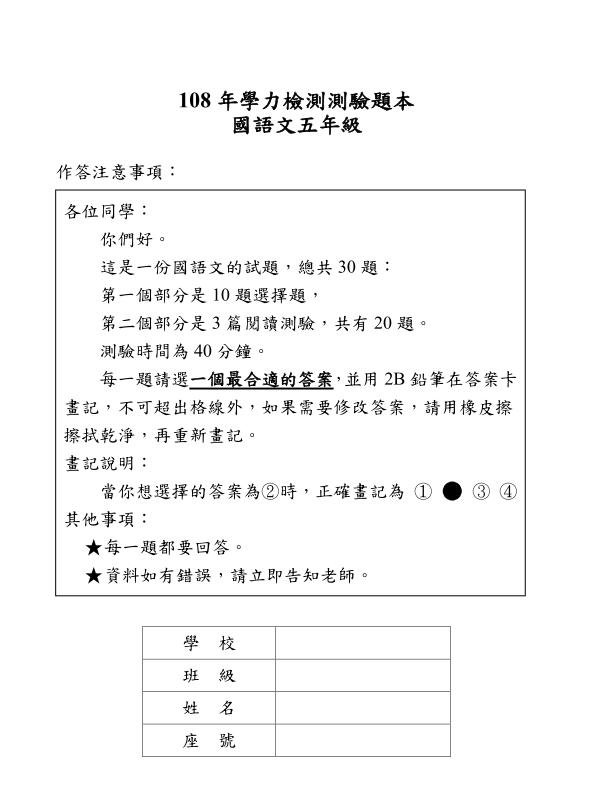 108 年學力檢測測驗題本
國語文五年級
作答注意事項：
各位同學：
你們好。
這是一份國語文的試題，總共 30 題：
第一個部分是 10 題選擇題，
第二個部分是 3 篇閱讀測驗，共有 20 題。
測驗時間為 40 分鐘。
每一題請選一個最合適的答案，並用 2B 鉛筆在答案卡
畫記，不可超出格線外，如果需要修改答案，請用橡皮擦
擦拭乾淨，再重新畫記。
畫記說明：
當你想選擇的答案為②時，正確畫記為 ① ● ③ ④
其他事項：
★每一題都要回答。
★資料如有錯誤，請立即告知老師。
學 校
班 級
姓 名
座 號